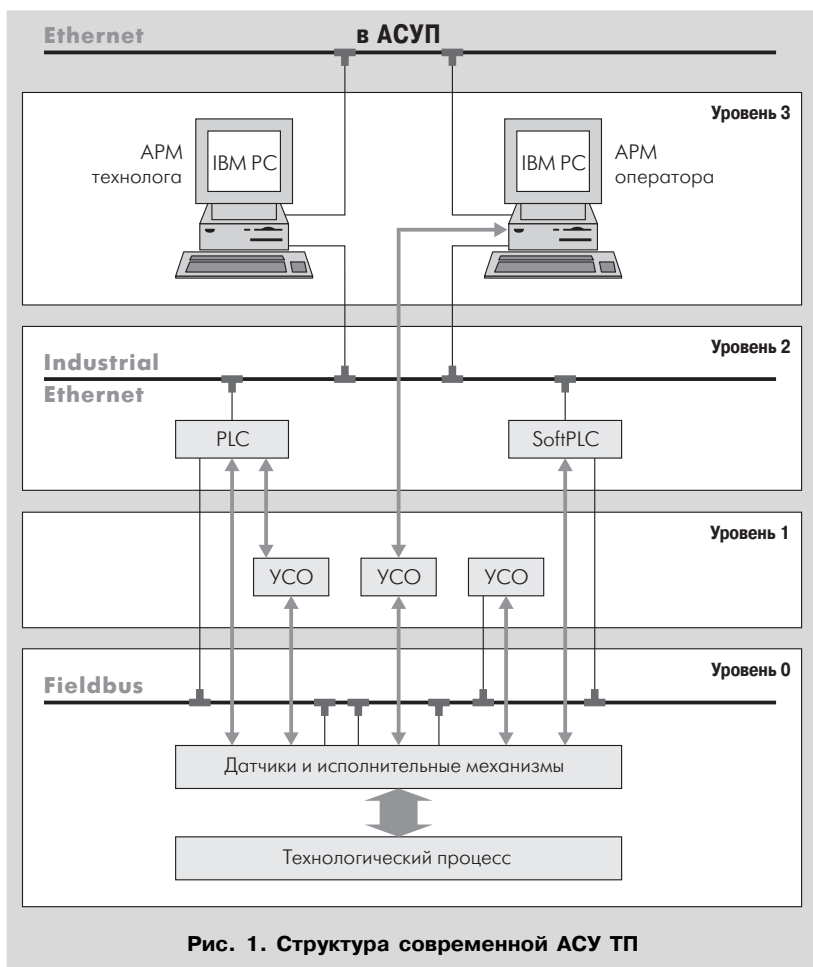 Ethernet
в АСУП
Уровень 3
АРМ
технолога
IBM PC
IBM PC
АРМ
оператора
Уровень 2
Industrial
Ethernet
PLC
SoftPLC
Уровень 1
УСО
УСО
УСО
Уровень 0
Fieldbus
Датчики и исполнительные механизмы
Технологический процесс
Рис. 1. Структура современной АСУ ТП